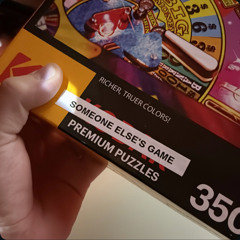 RICHER, TRUER COLORS!
SOMEONE ELSE'S GAME
PREMIUM PUZZLES
350